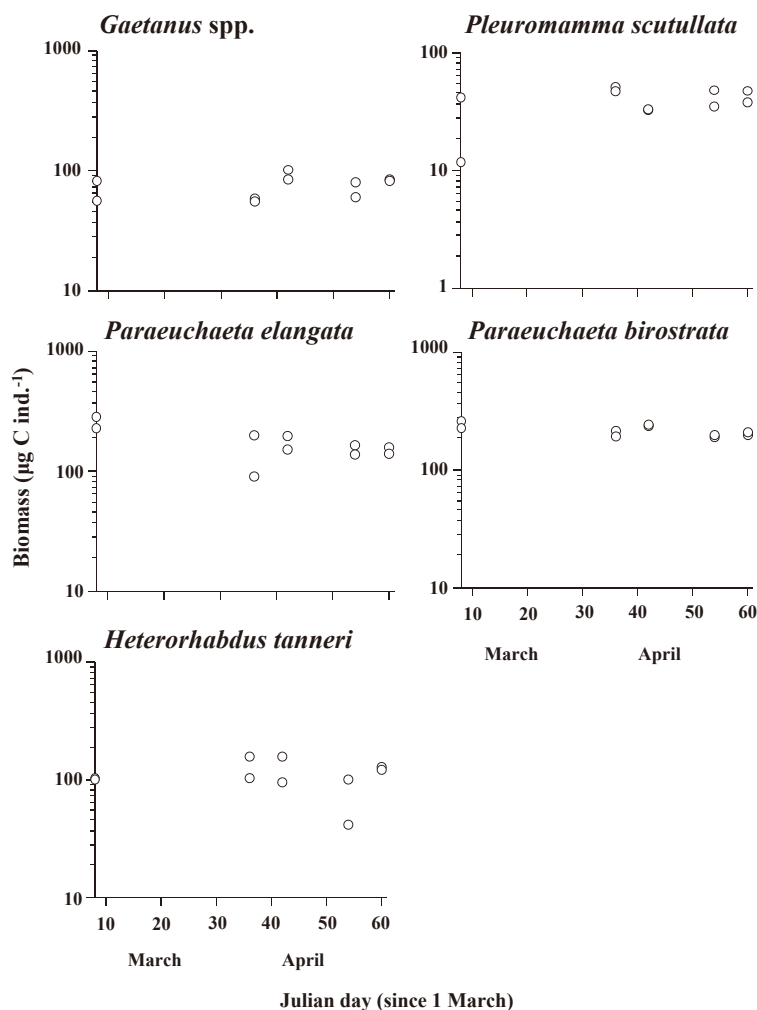 Gaetanus spp.
1000
100
10
Pleuromamma scutullata
100
10
1
Paraeuchaeta elangata
1000
100
10
Paraeuchaeta birostrata
1000
100
10
10 20 30 40 50 60
March April
Biomass (μg C ind.-1)
Heterorhabdus tanneri
1000
100
10
10 20 30 40 50 60
March April
Julian day (since 1 March)